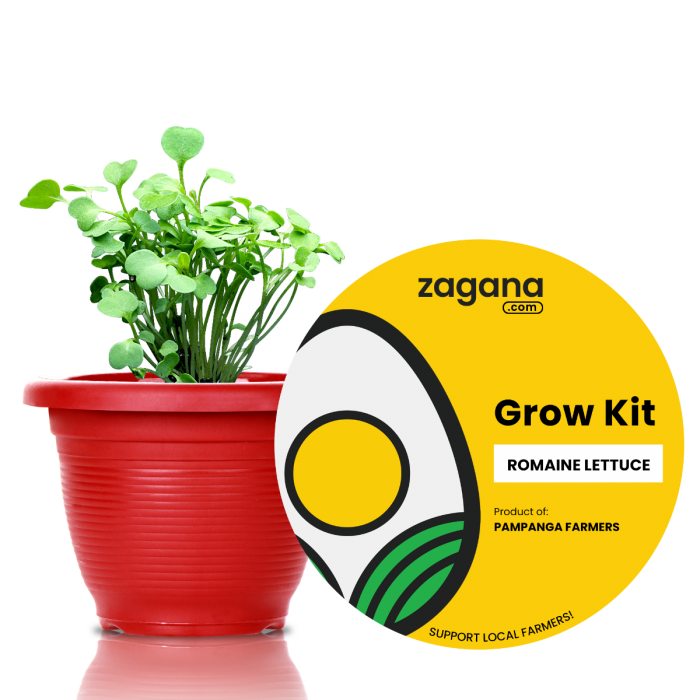 zagana
.com
Grow Kit
ROMAINE LETTUCE
Product of:
PAMPANGA FARMERS
SUPPORT LOCAL FARMERS!